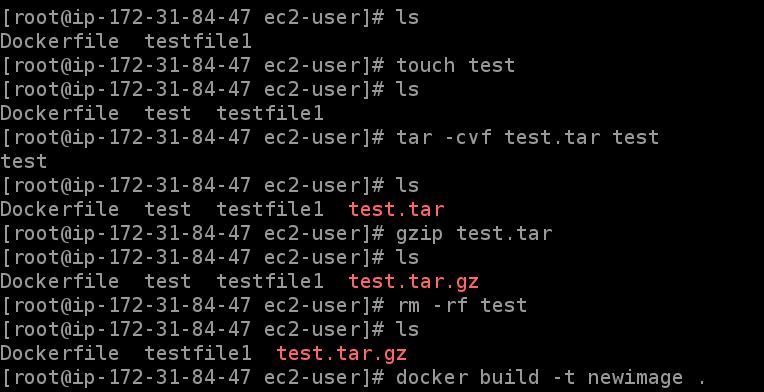 [root@ip-172-31-84-47 ec2-user]# ls
Dockerfile  testfile1
[root@ip-172-31-84-47 ec2-user]# touch test
[root@ip-172-31-84-47 ec2-user]# ls
Dockerfile  test  testfile1
[root@ip-172-31-84-47 ec2-user]# tar -cvf test.tar test
test
[root@ip-172-31-84-47 ec2-user]# ls
Dockerfile  test  testfile1  test.tar
[root@ip-172-31-84-47 ec2-user]# gzip test.tar
[root@ip-172-31-84-47 ec2-user]# ls
Dockerfile  test  testfile1  test.tar.gz
[root@ip-172-31-84-47 ec2-user]# rm -rf test
[root@ip-172-31-84-47 ec2-user]# ls
Dockerfile  testfile1  test.tar.gz
[root@ip-172-31-84-47 ec2-user]# docker build -t newimage .